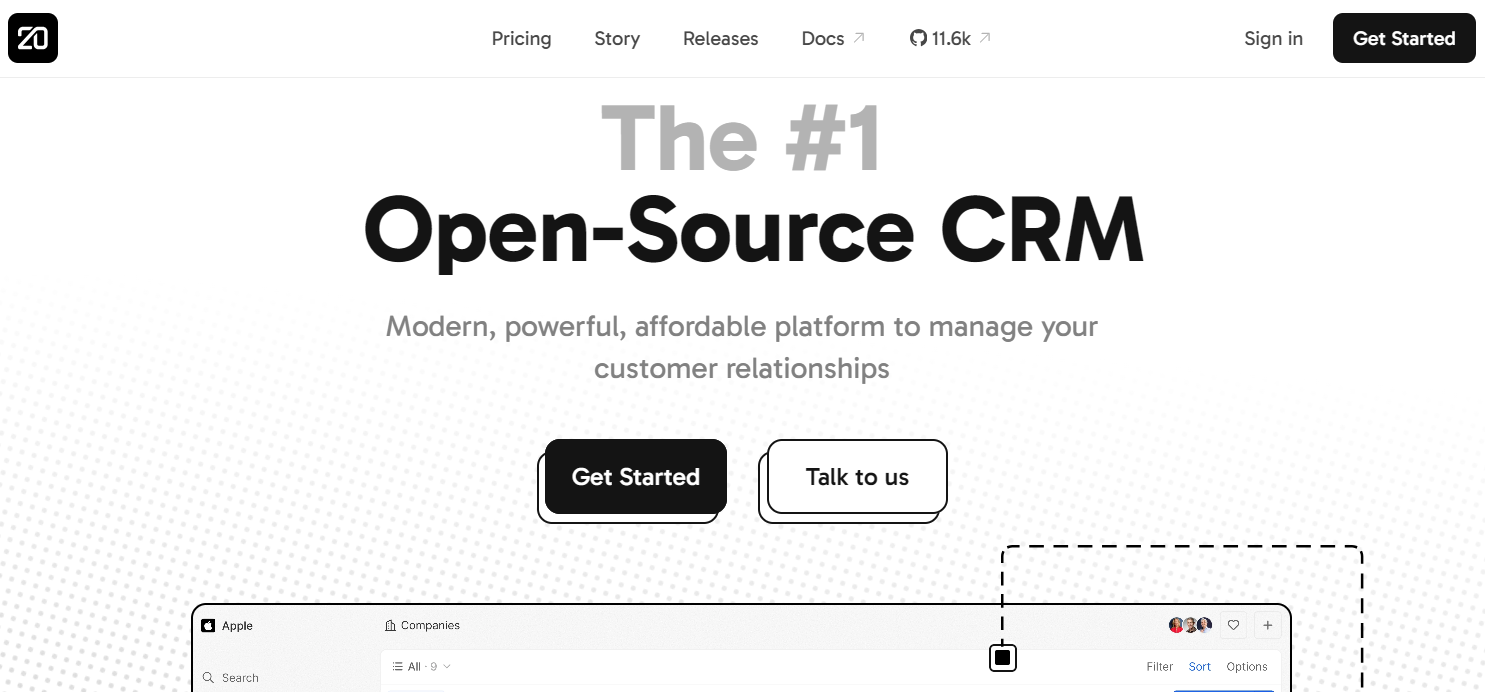 20
Pricing Story Releases Docs 11.6k Sign in Get Started
The #1
Open-Source CRM
Modern, powerful, affordable platform to manage your
customer relationships
Get Started Talk to us
Apple Companies
All · 9 Filter Sort Options
Search